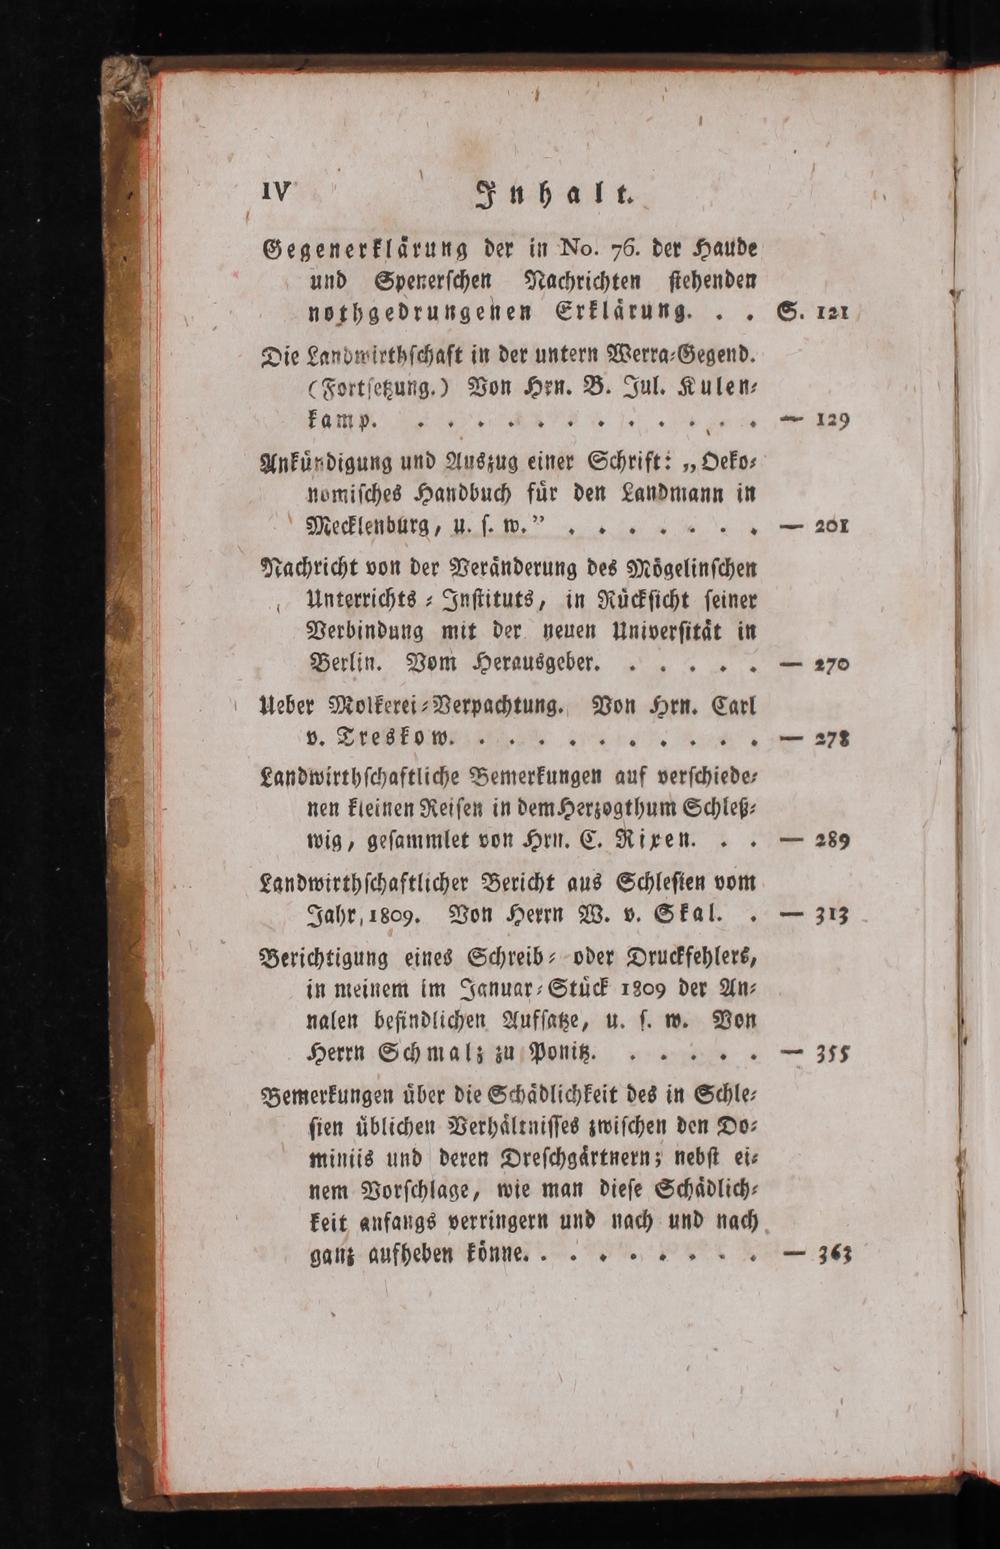 IV Inhalt.
Gegenerklärung der in No. 76. der Haude
und Spenerſchen Nachrichten ſtehenden
nothgedrungenen Erklärung. . . S. 121
Die Landwirthſchaft in der untern Werra-Gegend.
(Fortſetzung.) Von Hrn. B. Jul. Kulen-
kamp. . . . . . . . . . . . . — 129
Ankündigung und Auszug einer Schrift: „Oeko-
nomiſches Handbuch für den Landmann in
Mecklenburg, u. ſ. w.” . . . . . . . — 201
Nachricht von der Veränderung des Mögelinſchen
Unterrichts-Inſtituts, in Rückſicht ſeiner
Verbindung mit der neuen Univerſität in
Berlin. Vom Herausgeber. . . . . . — 270
Ueber Molkerei-Verpachtung. Von Hrn. Carl
v. Treskow. . . . . . . . . . . — 278
Landwirthſchaftliche Bemerkungen auf verſchiede-
nen kleinen Reiſen in dem Herzogthum Schleß-
wig, geſammlet von Hrn. C. Rixen. . . — 289
Landwirthſchaftlicher Bericht aus Schleſien vom
Jahr, 1809. Von Herrn W. v. Skal. . — 313
Berichtigung eines Schreib- oder Druckfehlers,
in meinem im Januar-Stück 1809 der An-
nalen befindlichen Aufſatze, u. ſ. w. Von
Herrn Schmalz zu Ponitz. . . . . . — 355
Bemerkungen über die Schädlichkeit des in Schle-
ſien üblichen Verhältniſſes zwiſchen den Do-
miniis und deren Dreſchgärtnern; nebſt ei-
nem Vorſchlage, wie man dieſe Schädlich-
keit anfangs verringern und nach und nach
ganz aufheben könne. . . . . . . . . — 363